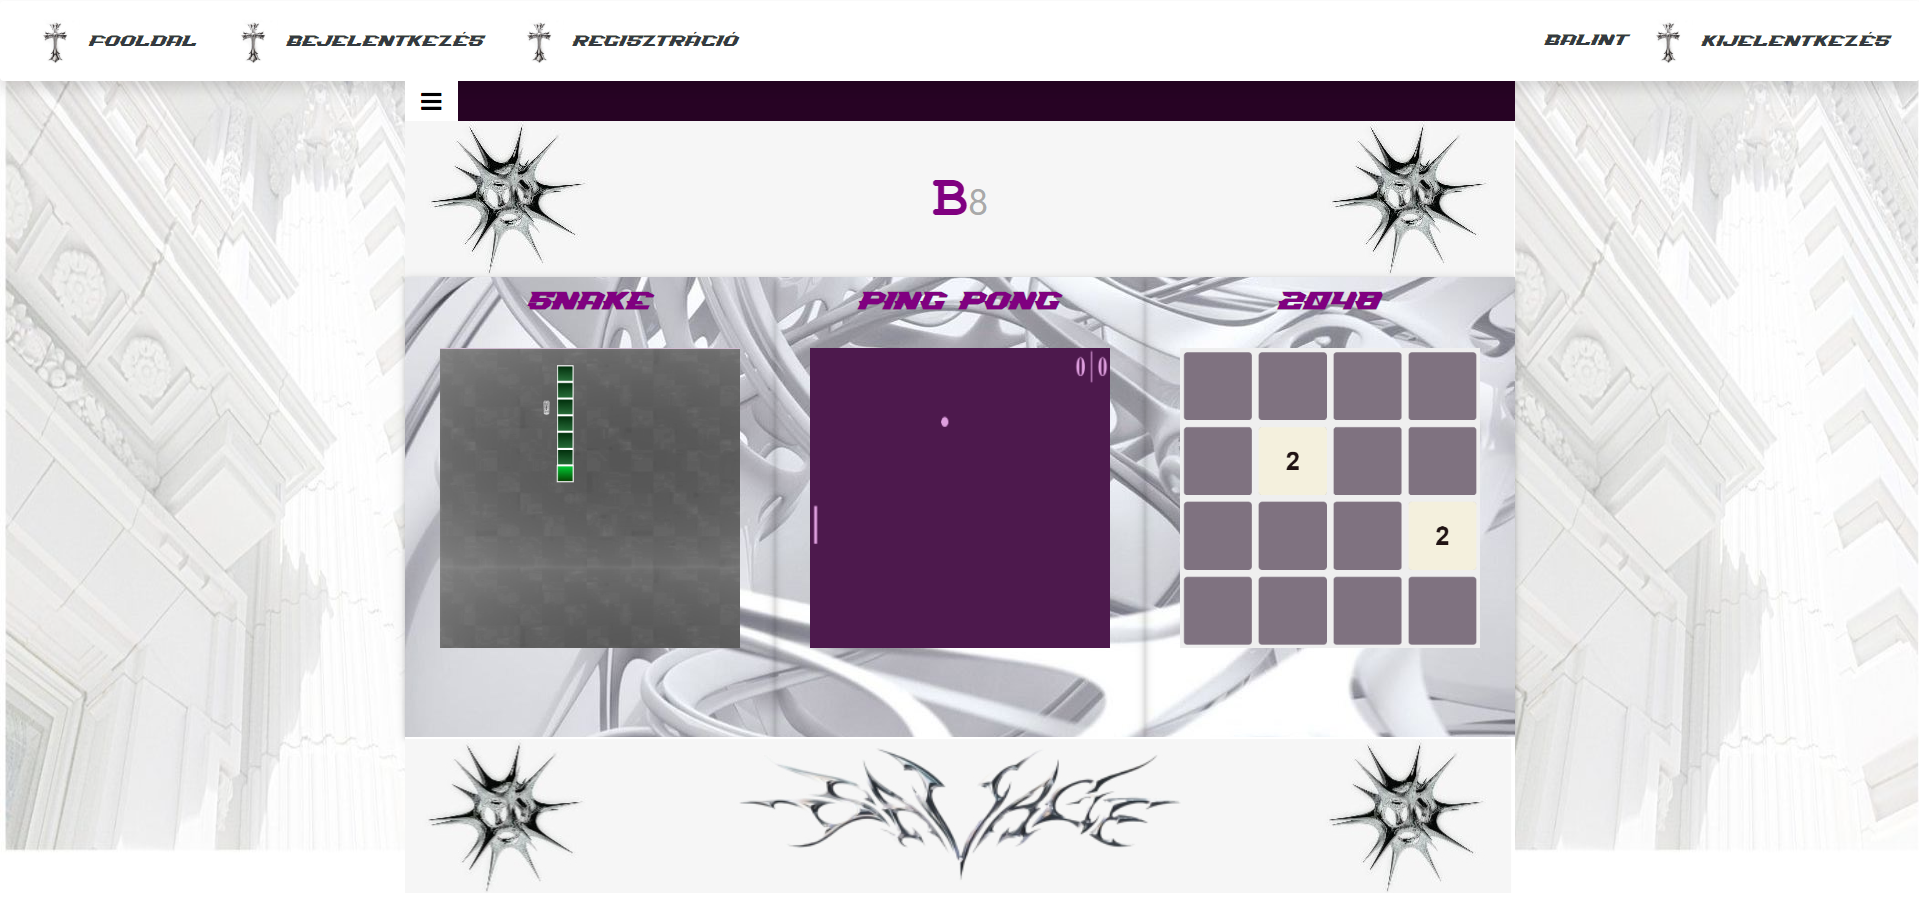 FOOLDAL
BEJELENTKEZÉS
REGISZTRÁCIÓ
BALINT
KIJELENTKEZÉS
B8
SNAKE
PING PONG
2048
0|0
2
2